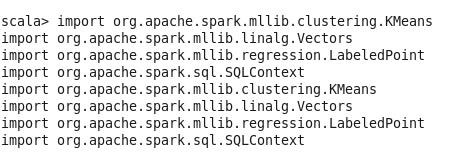 scala> import org.apache.spark.mllib.clustering.KMeans
import org.apache.spark.mllib.linalg.Vectors
import org.apache.spark.mllib.regression.LabeledPoint
import org.apache.spark.sql.SQLContext
import org.apache.spark.mllib.clustering.KMeans
import org.apache.spark.mllib.linalg.Vectors
import org.apache.spark.mllib.regression.LabeledPoint
import org.apache.spark.sql.SQLContext